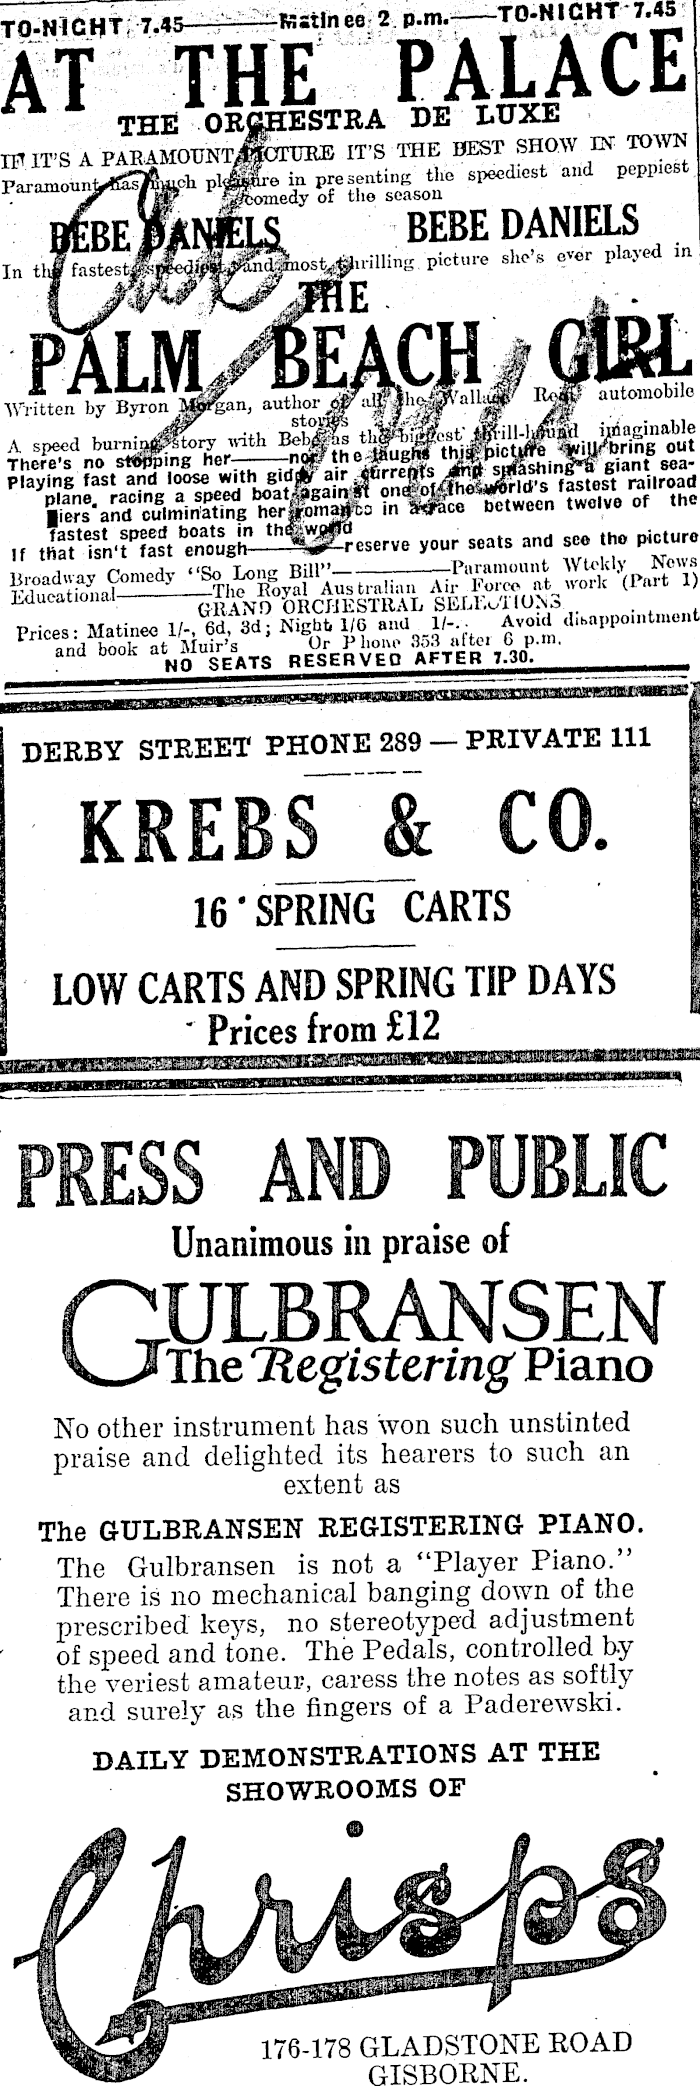 TO-NIGHT 7.45———Matinee 2 p.m.———TO-NIGHT 7.45
AT THE PALACE
THE ORCHESTRA DE LUXE
IF IT'S A PARAMOUNT PICTURE IT'S THE BEST SHOW IN TOWN
Paramount has much pleasure in presenting the speediest and peppiest
comedy of the season
BEBE DANIELS BEBE DANIELS
In the fastest, speediest, and most thrilling picture she's ever played in
THE
PALM BEACH GIRL
Written by Byron Morgan, author of all the Wallace Reid automobile
stories
A speed burning story with Bebe as the biggest thrill-hound imaginable
There's no stopping her———nor the laughs this picture will bring out
Playing fast and loose with giddy air currents and splashing a giant sea-
plane, racing a speed boat against one of the world's fastest railroad
fliers and culminating her romance in a race between twelve of the
fastest speed boats in the world
If that isn't fast enough———reserve your seats and see the picture
Broadway Comedy "So Long Bill"—————Paramount Wtekly News
Educational————The Royal Australian Air Force at work (Part 1)
GRAND ORCHESTRAL SELECTIONS
Prices: Matinee 1/-, 6d, 3d; Night 1/6 and 1/-. Avoid disappointment
and book at Muir's Or Phone 353 after 6 p.m.
NO SEATS RESERVED AFTER 7.30.
DERBY STREET PHONE 289 — PRIVATE 111
KREBS & CO.
16 SPRING CARTS
LOW CARTS AND SPRING TIP DAYS
Prices from £12
PRESS AND PUBLIC
Unanimous in praise of
GULBRANSEN
The Registering Piano
No other instrument has won such unstinted
praise and delighted its hearers to such an
extent as
The GULBRANSEN REGISTERING PIANO.
The Gulbransen is not a "Player Piano."
There is no mechanical banging down of the
prescribed keys, no stereotyped adjustment
of speed and tone. The Pedals, controlled by
the veriest amateur, caress the notes as softly
and surely as the fingers of a Paderewski.
DAILY DEMONSTRATIONS AT THE
SHOWROOMS OF
Chrisps
176-178 GLADSTONE ROAD
GISBORNE.